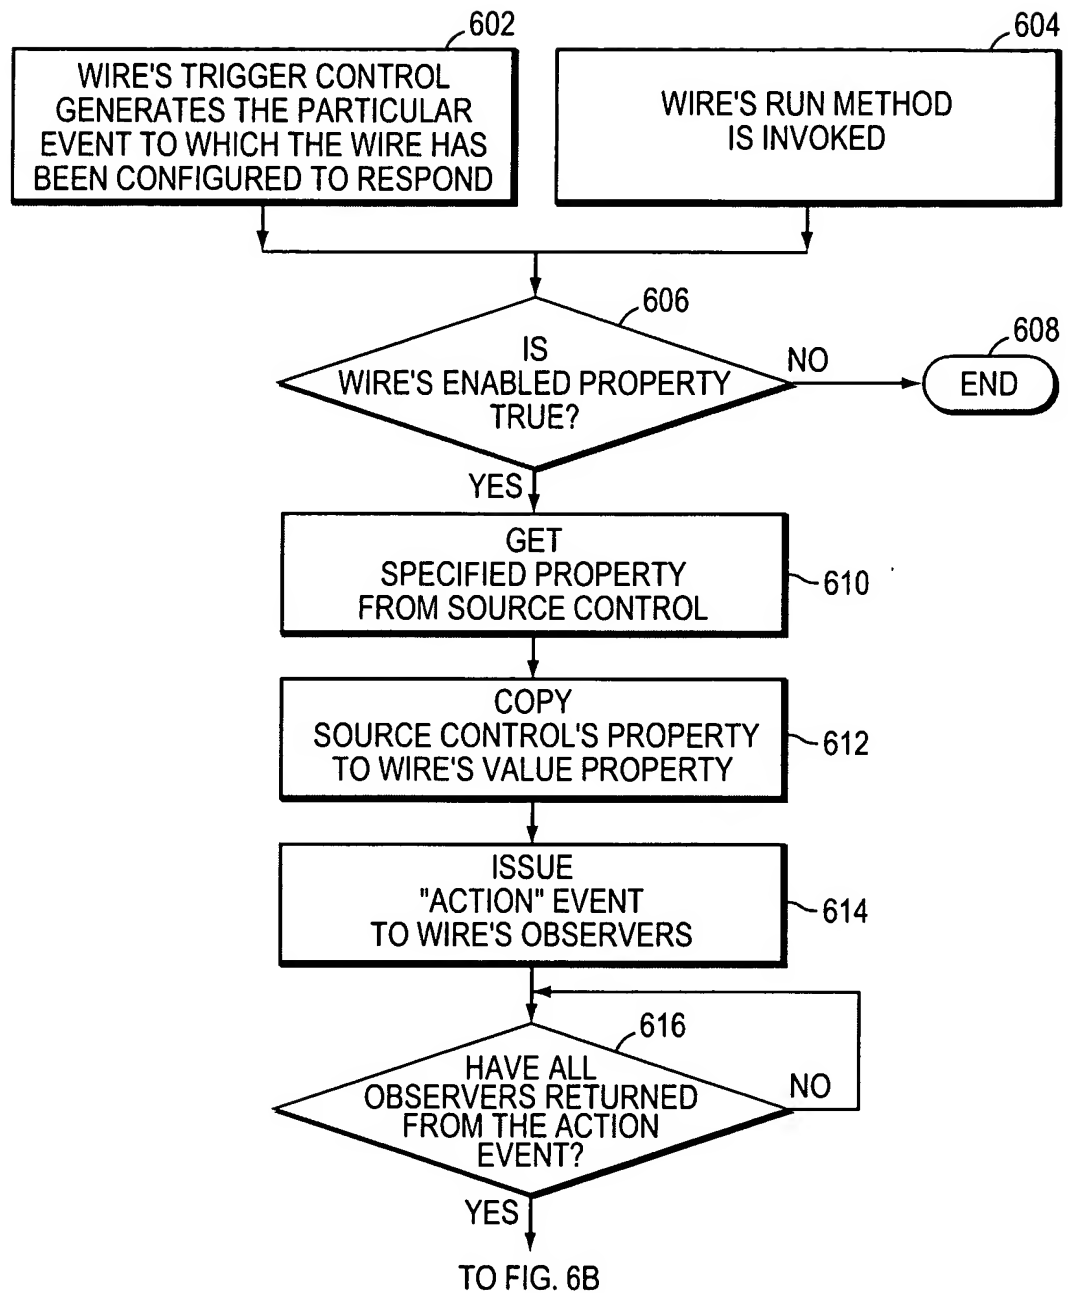 602
WIRE'S TRIGGER CONTROL
GENERATES THE PARTICULAR
EVENT TO WHICH THE WIRE HAS
BEEN CONFIGURED TO RESPOND
604
WIRE'S RUN METHOD
IS INVOKED
606
IS
WIRE'S ENABLED PROPERTY
TRUE?
NO
608
END
YES
GET
SPECIFIED PROPERTY
FROM SOURCE CONTROL
610
COPY
SOURCE CONTROL'S PROPERTY
TO WIRE'S VALUE PROPERTY
612
ISSUE
"ACTION" EVENT
TO WIRE'S OBSERVERS
614
616
HAVE ALL
OBSERVERS RETURNED
FROM THE ACTION
EVENT?
NO
YES
TO FIG. 6B